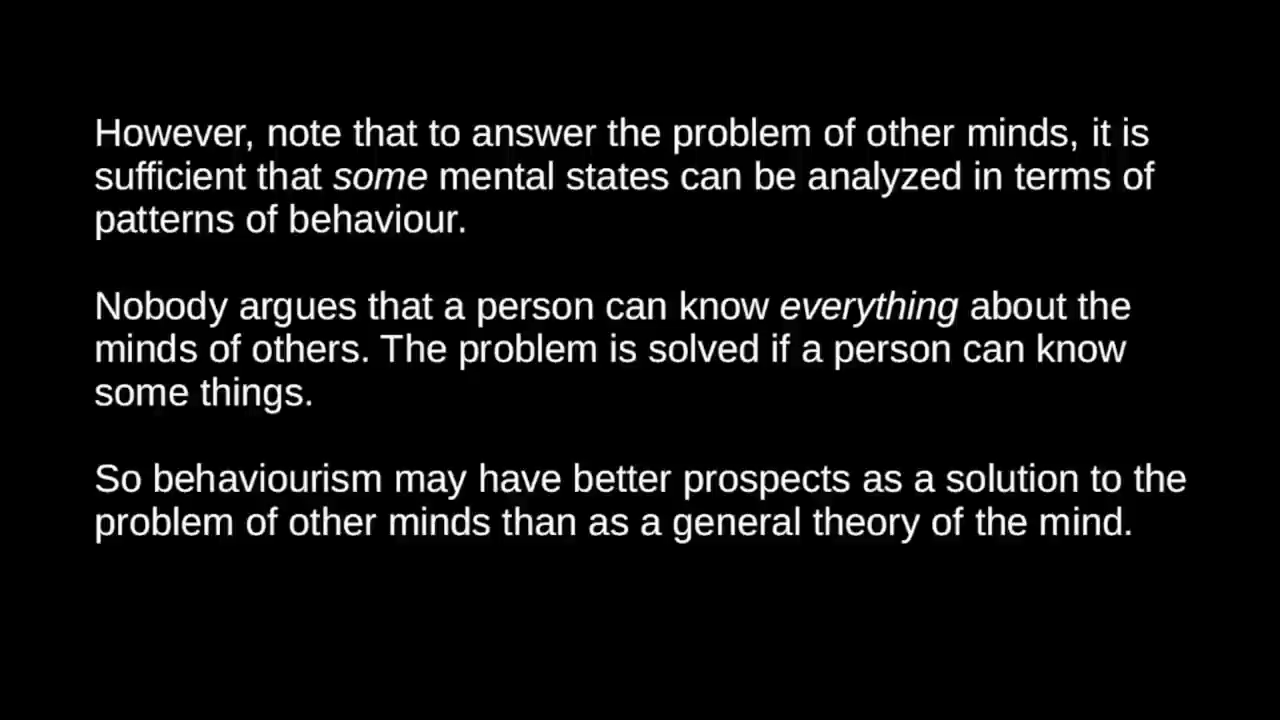 However, note that to answer the problem of other minds, it is
sufficient that some mental states can be analyzed in terms of
patterns of behaviour.
Nobody argues that a person can know everything about the
minds of others. The problem is solved if a person can know
some things.
So behaviourism may have better prospects as a solution to the
problem of other minds than as a general theory of the mind.